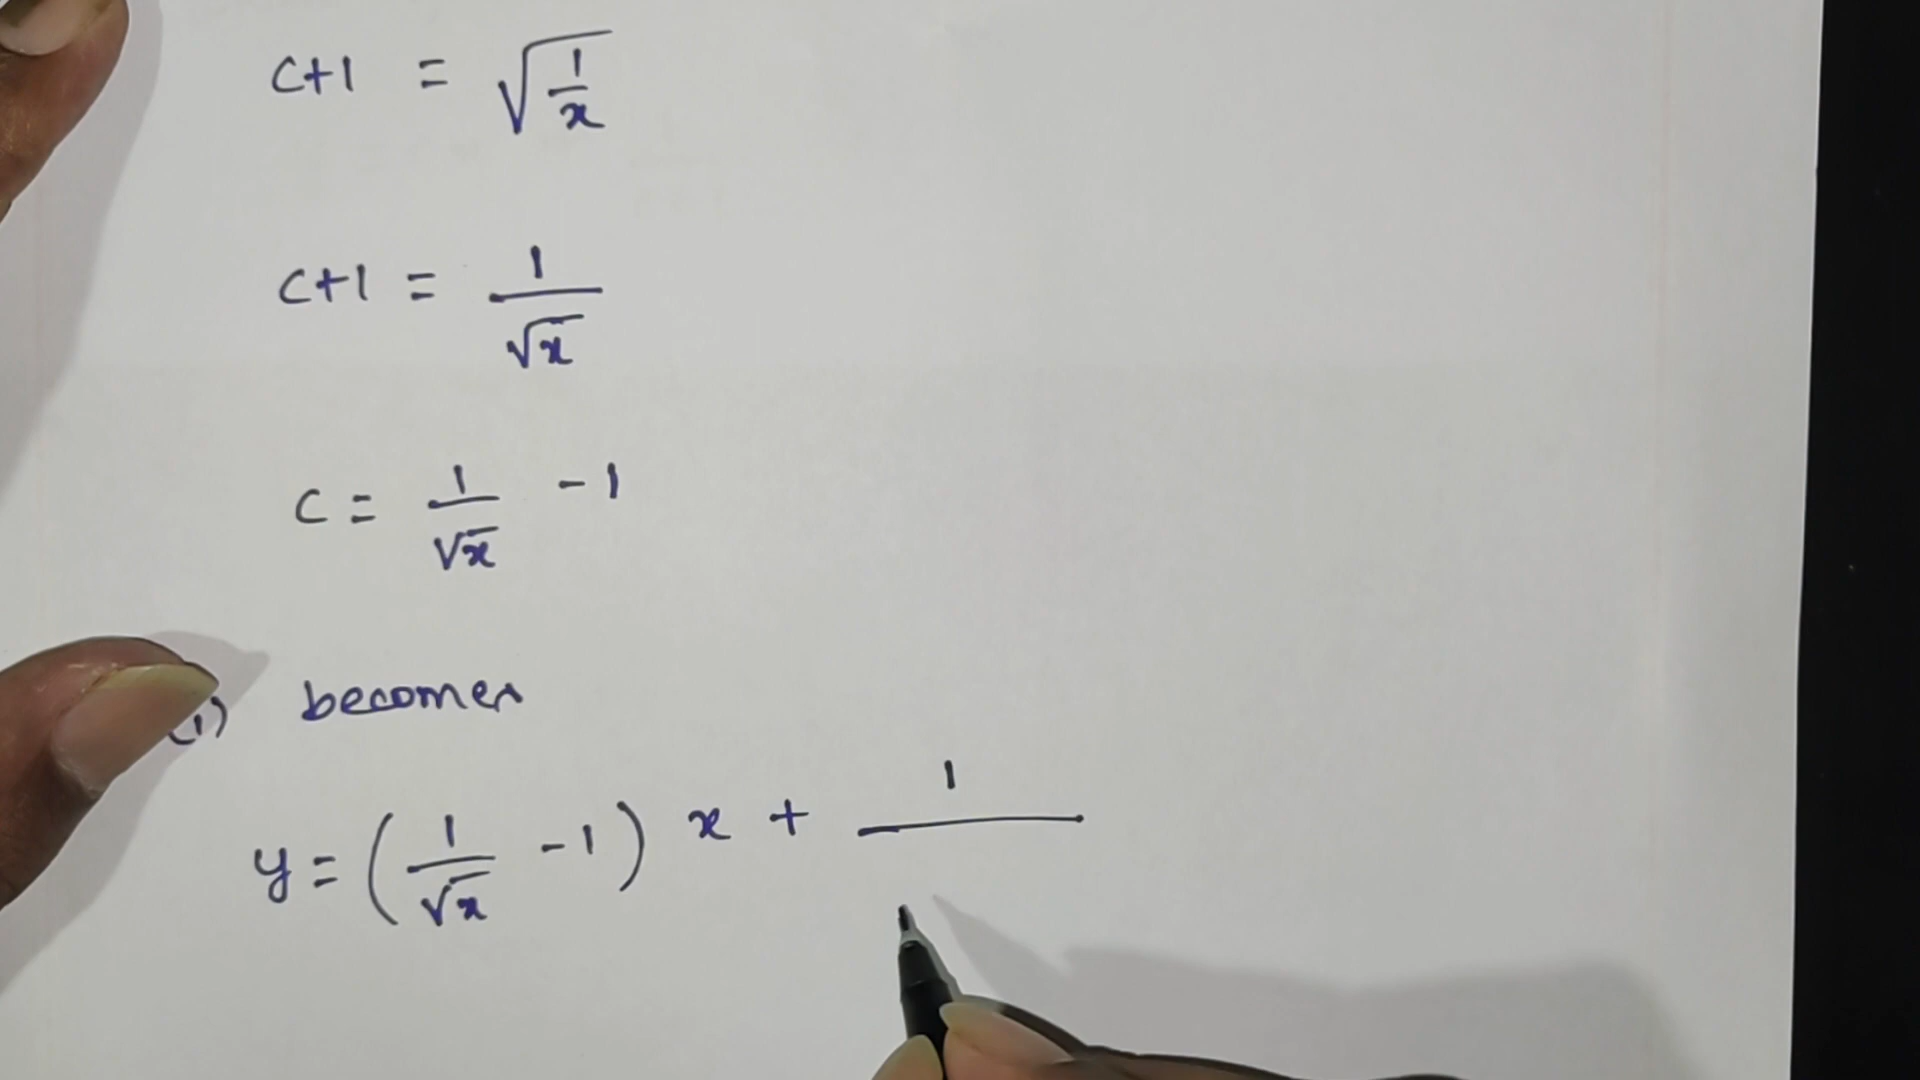 c+1 = √(1/x)
c+1 = 1/√x
c = 1/√x - 1
(1) becomes
y = (1/√x - 1) x + 1/